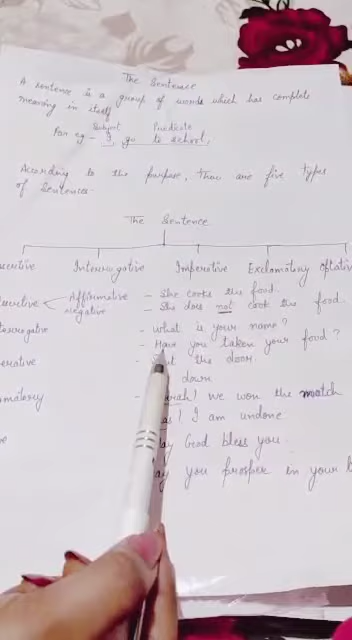 The Sentence
A sentence is a group of words which has complete
meaning in itself
Subject Predicate
For eg - I go to school.
According to the purpose, thou are five types
of Sentences.
The Sentence
Interrogative Imperative Exclamatory optative
Affirmative - She cooks the food.
Negative - She does not cook the food.
- What is your name?
- Have you taken your food?
the door.
down
! We won the match
! I am undone
God bless you.
you prosper in your